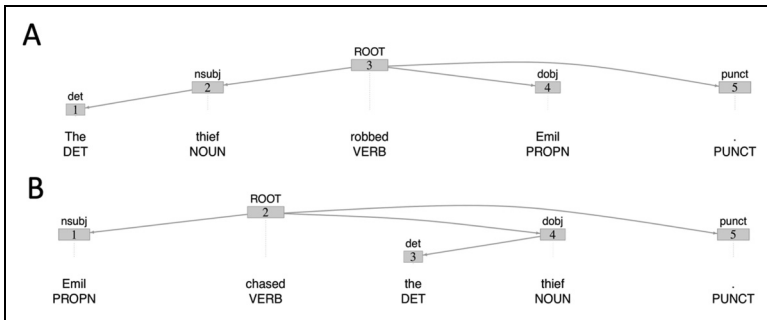 A
ROOT
3
nsubj
2
dobj
4
punct
5
det
1
The thief robbed Emil .
DET NOUN VERB PROPN PUNCT
B
ROOT
2
nsubj
1
dobj
4
punct
5
det
3
Emil chased the thief .
PROPN VERB DET NOUN PUNCT